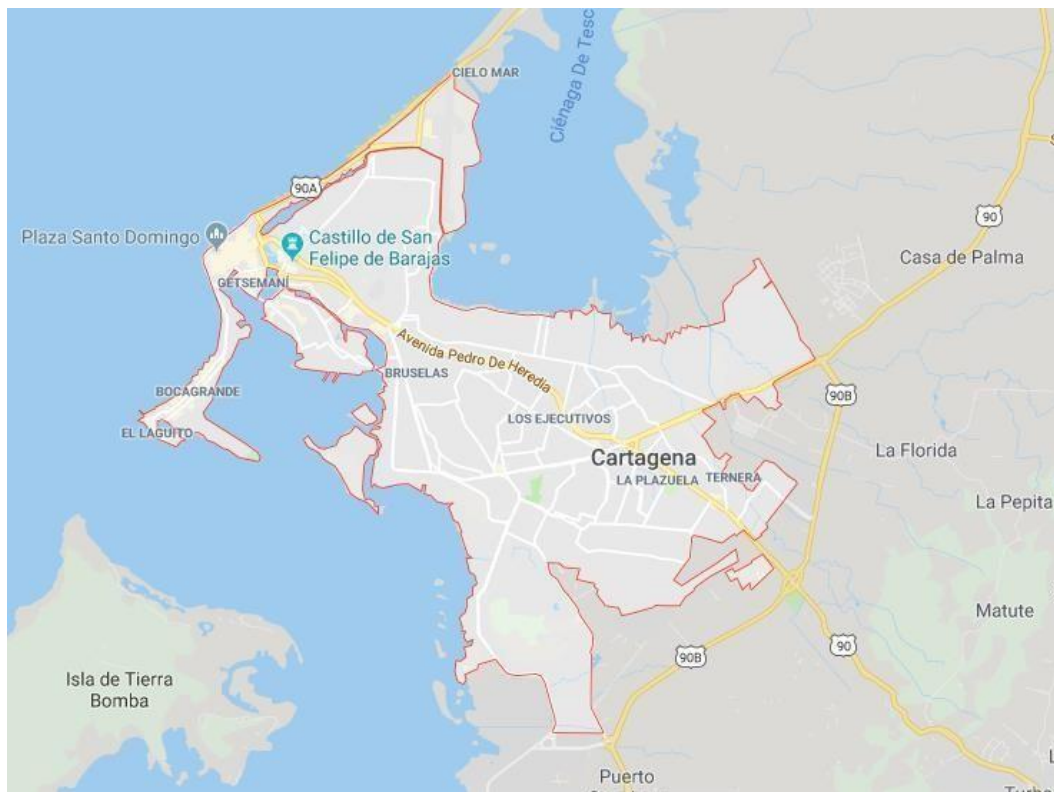 CIELO MAR
Ciénaga De Tesc
90A
90
Plaza Santo Domingo
Castillo de San
Felipe de Barajas
Casa de Palma
GETSEMANÍ
Avenida Pedro De Heredia
BRUSELAS
BOCAGRANDE
90B
LOS EJECUTIVOS
EL LAGUITO
Cartagena
La Florida
LA PLAZUELA
TERNERA
La Pepita
Matute
90B
90
Isla de Tierra
Bomba
Puerto